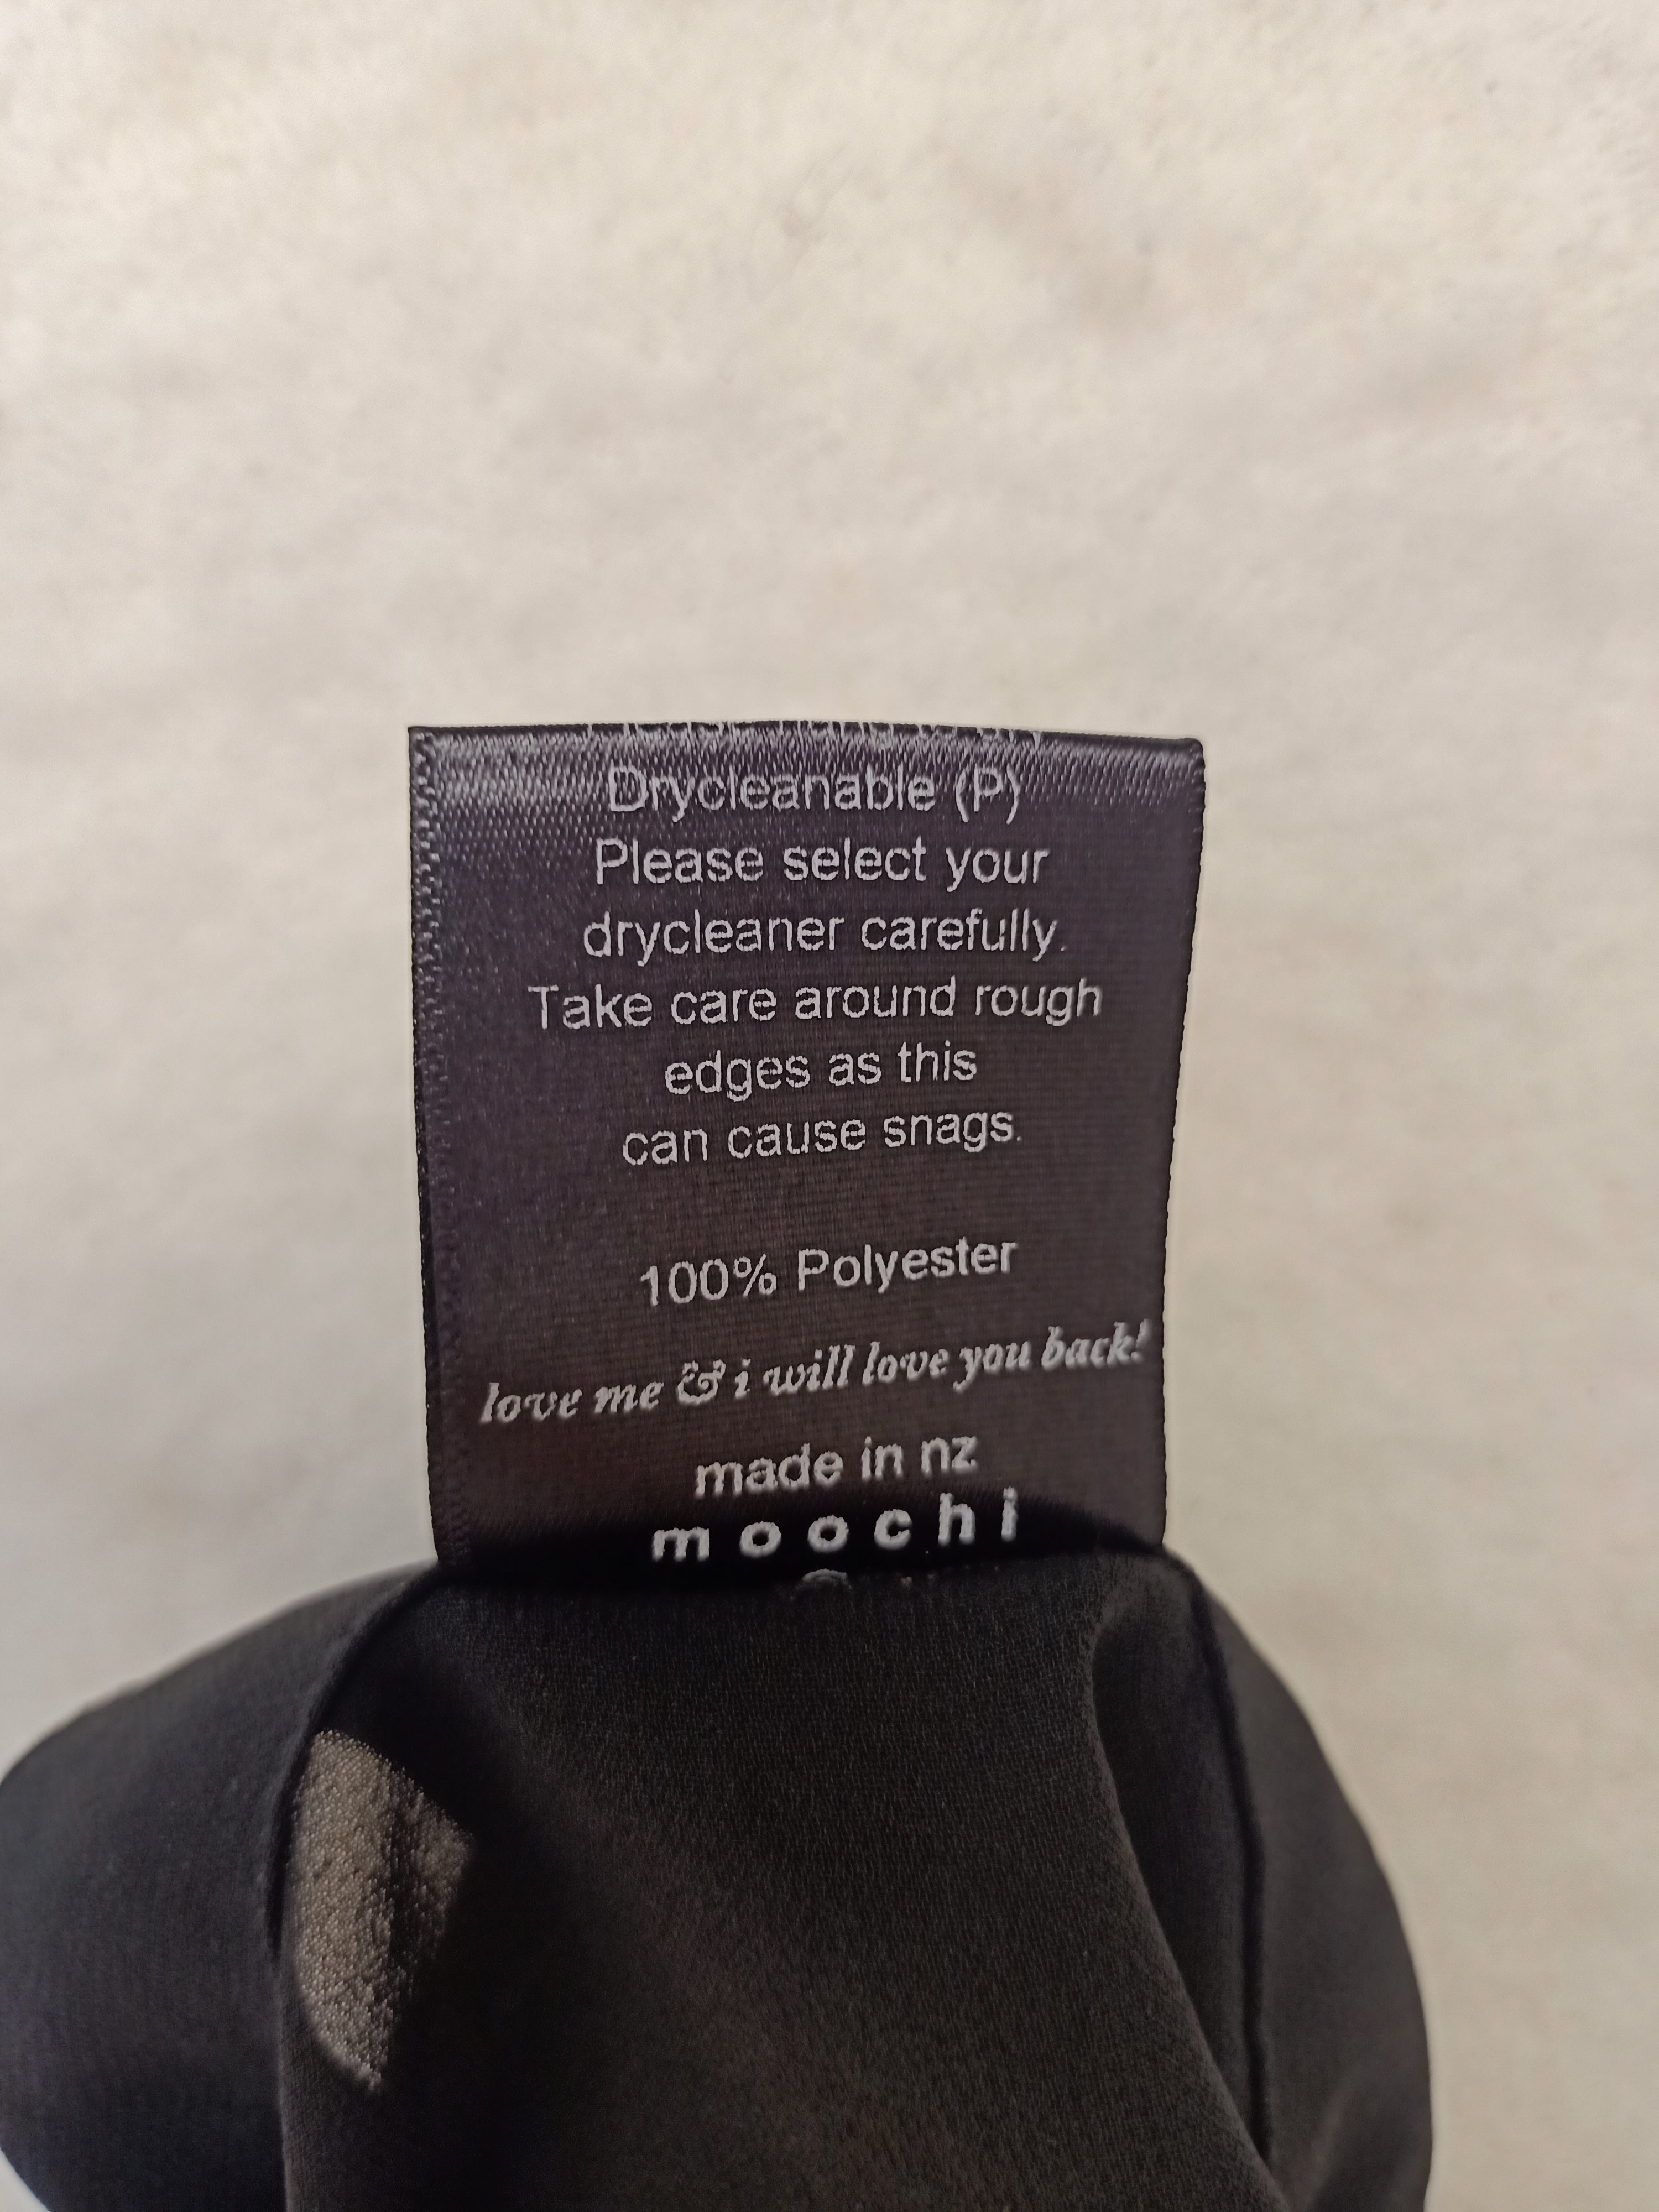 Drycleanable (P)
Please select your
drycleaner carefully.
Take care around rough
edges as this
can cause snags.
100% Polyester
love me & i will love you back!
made in nz
moochi